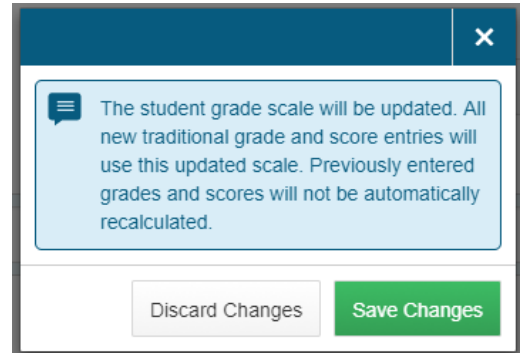 The student grade scale will be updated. All
new traditional grade and score entries will
use this updated scale. Previously entered
grades and scores will not be automatically
recalculated.
Discard Changes
Save Changes